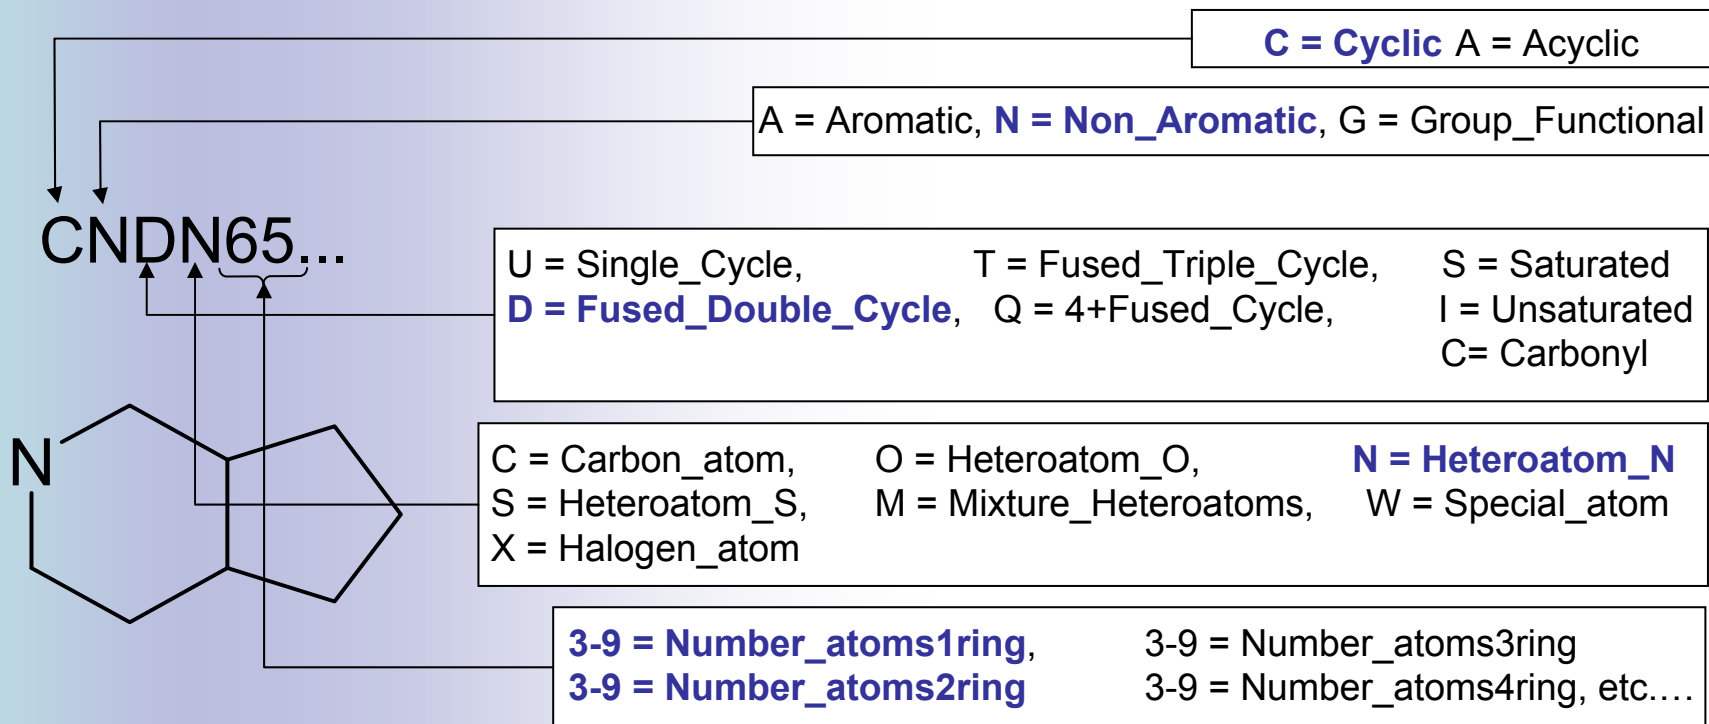 C = Cyclic A = Acyclic
A = Aromatic, N = Non_Aromatic, G = Group_Functional
CNDN65...
U = Single_Cycle, T = Fused_Triple_Cycle, S = Saturated
D = Fused_Double_Cycle, Q = 4+Fused_Cycle, I = Unsaturated
C= Carbonyl
N
C = Carbon_atom, O = Heteroatom_O, N = Heteroatom_N
S = Heteroatom_S, M = Mixture_Heteroatoms, W = Special_atom
X = Halogen_atom
3-9 = Number_atoms1ring, 3-9 = Number_atoms3ring
3-9 = Number_atoms2ring 3-9 = Number_atoms4ring, etc.…